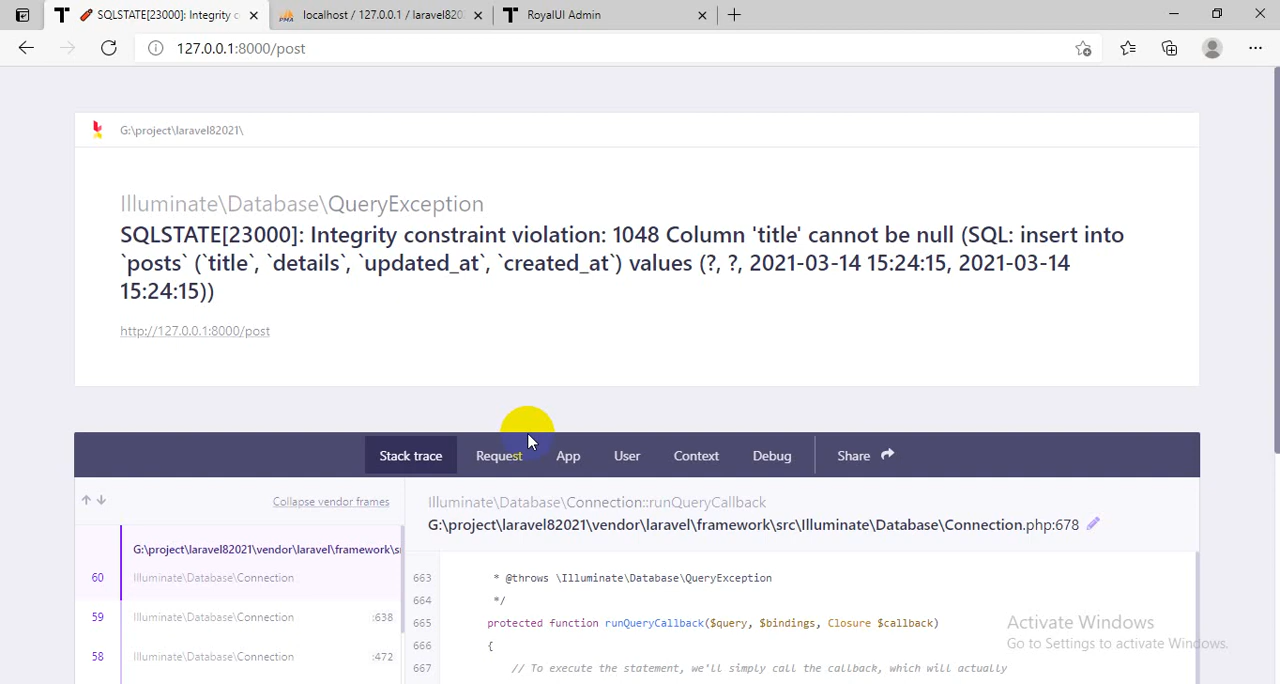 SQLSTATE[23000]: Integrity c
localhost / 127.0.0.1 / laravel820
RoyalUI Admin
127.0.0.1:8000/post
G:\project\laravel82021\
Illuminate\Database\QueryException
SQLSTATE[23000]: Integrity constraint violation: 1048 Column 'title' cannot be null (SQL: insert into
`posts` (`title`, `details`, `updated_at`, `created_at`) values (?, ?, 2021-03-14 15:24:15, 2021-03-14
15:24:15))
http://127.0.0.1:8000/post
Stack trace
Request
App
User
Context
Debug
Share
Collapse vendor frames
Illuminate\Database\Connection::runQueryCallback
G:\project\laravel82021\vendor\laravel\framework\src\Illuminate\Database\Connection.php:678
G:\project\laravel82021\vendor\laravel\framework\s
60 Illuminate\Database\Connection
59 Illuminate\Database\Connection :638
58 Illuminate\Database\Connection :472
663 * @throws \Illuminate\Database\QueryException
664 */
665 protected function runQueryCallback($query, $bindings, Closure $callback)
666 {
667 // To execute the statement, we'll simply call the callback, which will actually
Activate Windows
Go to Settings to activate Windows.